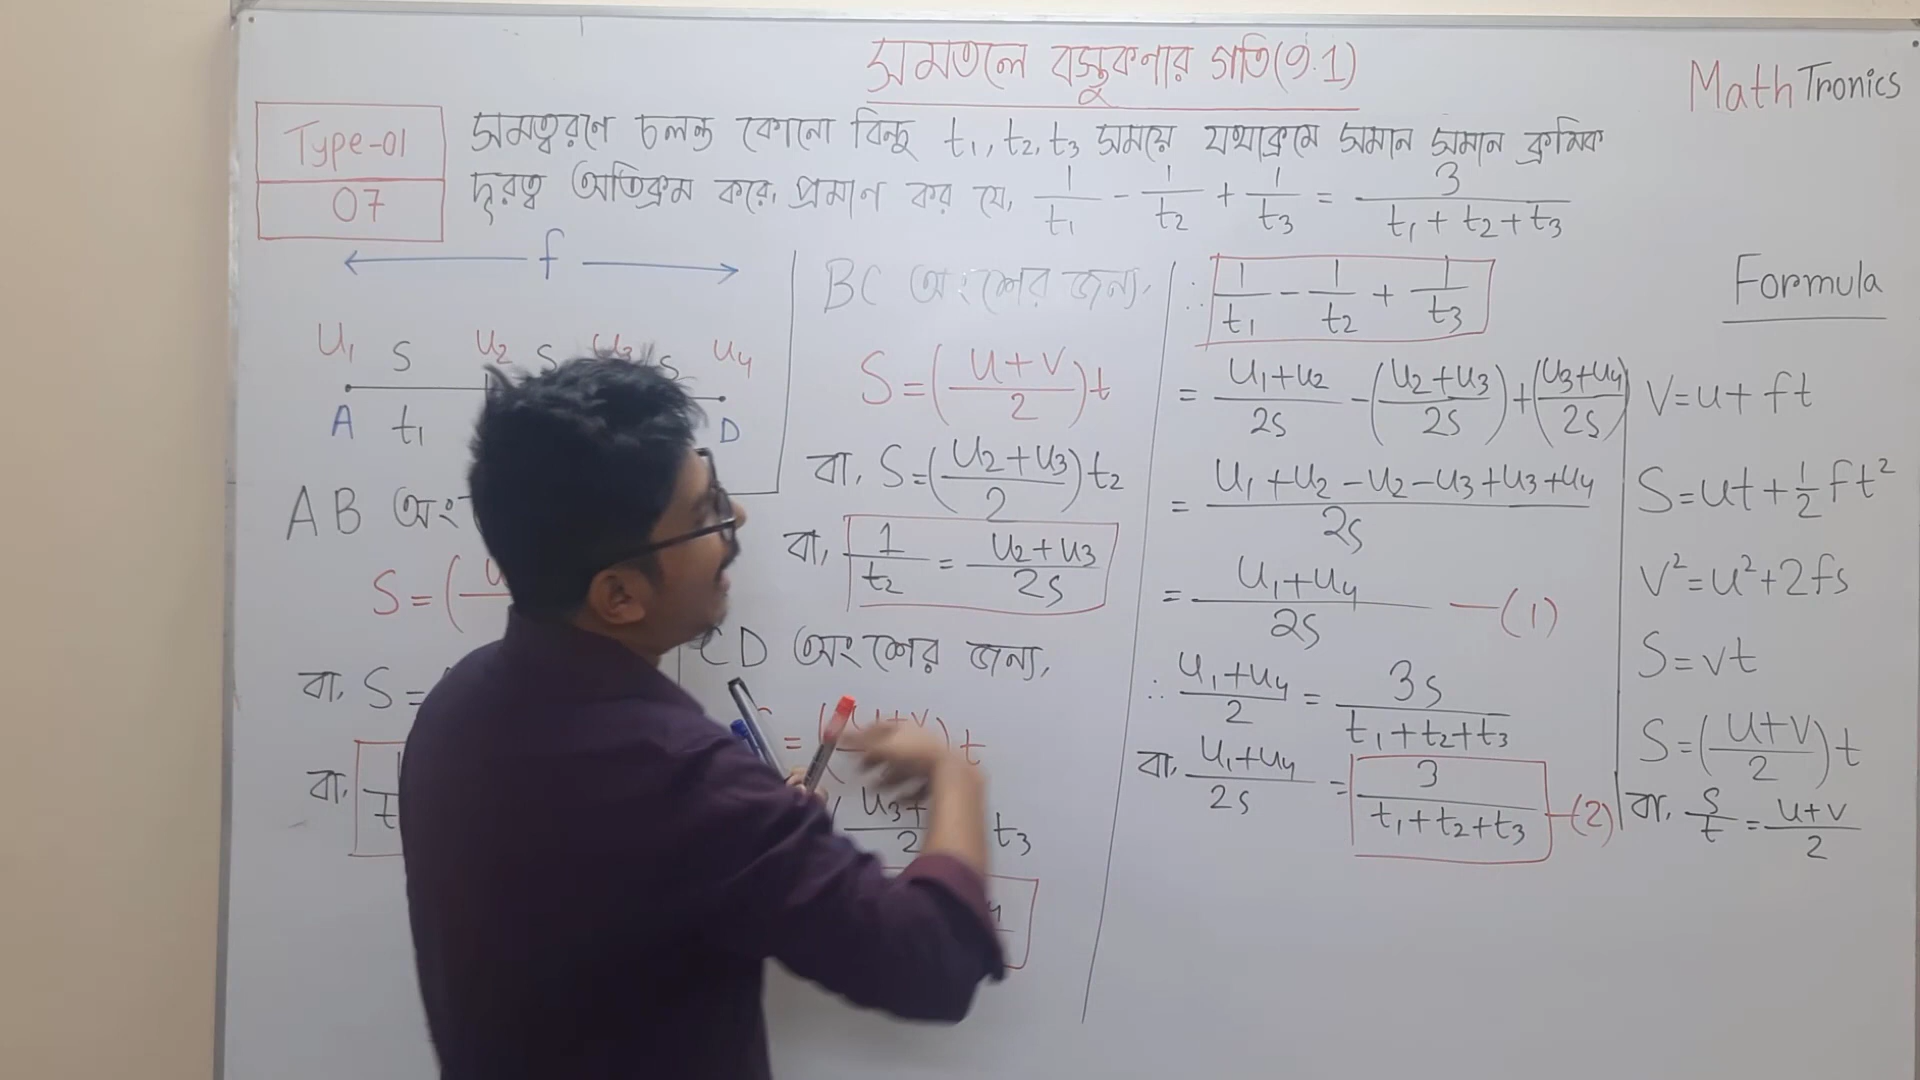 সমতলে বস্তুকণার গতি(9.1)
MathTronics
Type-01
07
সমত্বরণে চলন্ত কোনো বিন্দু t₁, t₂, t₃ সময়ে যথাক্রমে সমান সমান ক্রমিক
দূরত্ব অতিক্রম করে, প্রমাণ কর যে, 1/t₁ - 1/t₂ + 1/t₃ = 3/(t₁ + t₂ + t₃)
f
u₁ s u₂ s s u₄
A t₁ D
AB
S = (
বা, S =
বা,
BC অংশের জন্য,
S = ((u+v)/2)t
বা, S = ((u₂+u₃)/2)t₂
বা, 1/t₂ = (u₂+u₃)/2s
CD অংশের জন্য,
= ((u+v)/2)t
t₃
∴ 1/t₁ - 1/t₂ + 1/t₃
= (u₁+u₂)/2s - ((u₂+u₃)/2s) + ((u₃+u₄)/2s)
= (u₁+u₂-u₂-u₃+u₃+u₄)/2s
= (u₁+u₄)/2s —(1)
∴ (u₁+u₄)/2 = 3s/(t₁+t₂+t₃)
বা, (u₁+u₄)/2s = 3/(t₁+t₂+t₃) —(2)
Formula
V=u+ft
S=ut+½ft²
V²=u²+2fs
S=vt
S=((u+v)/2)t
বা, s/t = (u+v)/2